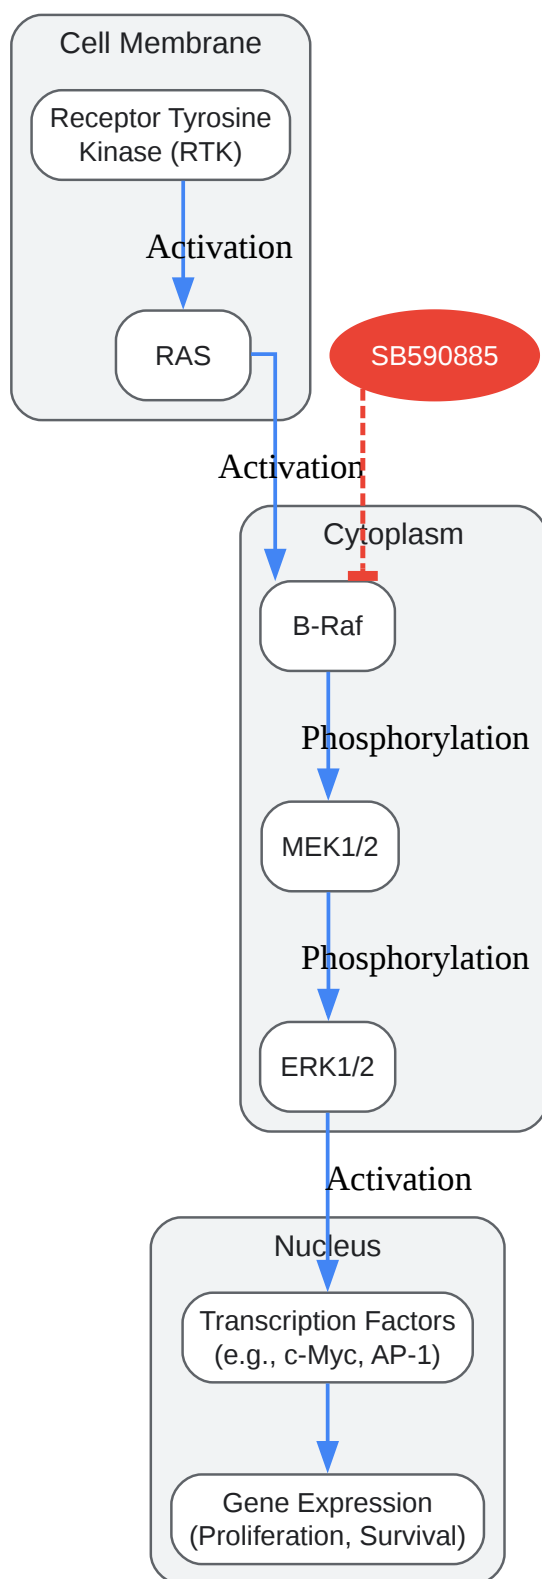 Cell Membrane
Receptor Tyrosine
Kinase (RTK)
Activation
RAS
SB590885
Activation
Cytoplasm
B-Raf
Phosphorylation
MEK1/2
Phosphorylation
ERK1/2
Activation
Nucleus
Transcription Factors
(e.g., c-Myc, AP-1)
Gene Expression
(Proliferation, Survival)